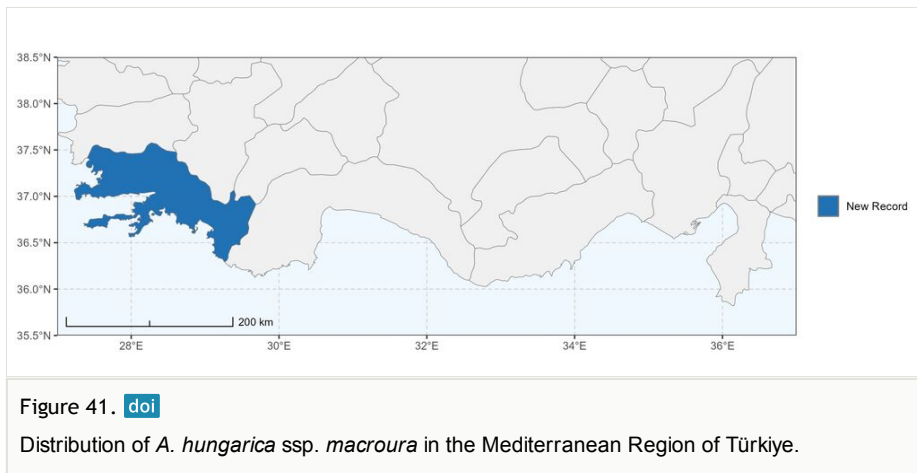 38.5°N
38.0°N
37.5°N
37.0°N
36.5°N
36.0°N
35.5°N
200 km
28°E 30°E 32°E 34°E 36°E
New Record
Figure 41. doi
Distribution of A. hungarica ssp. macroura in the Mediterranean Region of Türkiye.